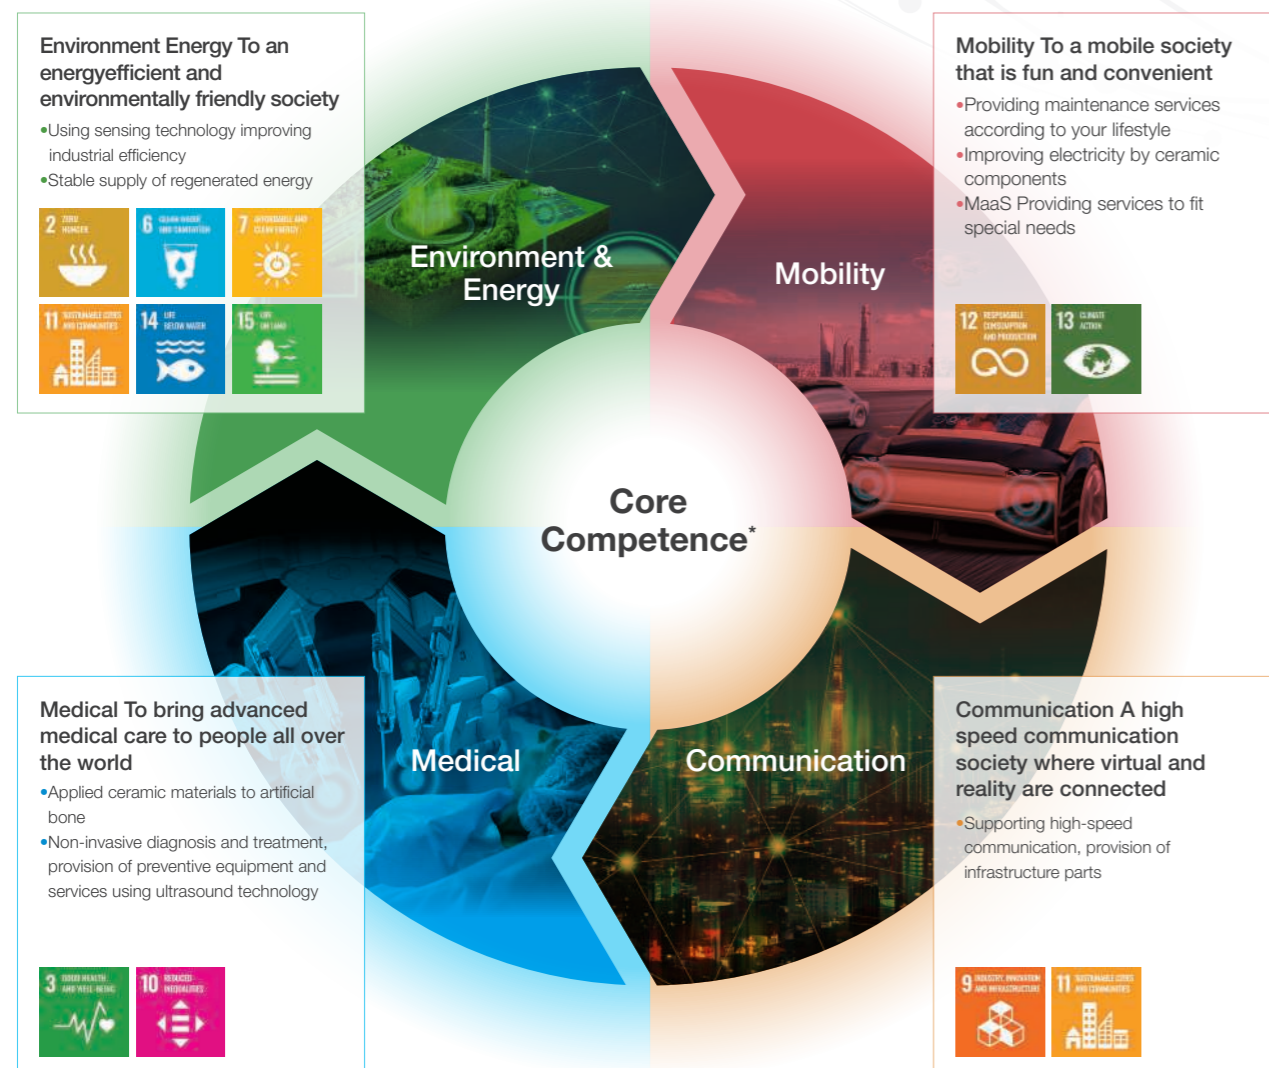 Environment Energy To an
energyefficient and
environmentally friendly society
•Using sensing technology improving
industrial efficiency
•Stable supply of regenerated energy
2 ZERO
HUNGER
6 CLEAN WATER
AND SANITATION
7 AFFORDABLE AND
CLEAN ENERGY
11 SUSTAINABLE CITIES
AND COMMUNITIES
14 LIFE
BELOW WATER
15 LIFE
ON LAND
Environment &
Energy
Mobility
Mobility To a mobile society
that is fun and convenient
•Providing maintenance services
according to your lifestyle
•Improving electricity by ceramic
components
•MaaS Providing services to fit
special needs
12 RESPONSIBLE
CONSUMPTION
AND PRODUCTION
13 CLIMATE
ACTION
Core
Competence*
Medical To bring advanced
medical care to people all over
the world
•Applied ceramic materials to artificial
bone
•Non-invasive diagnosis and treatment,
provision of preventive equipment and
services using ultrasound technology
3 GOOD HEALTH
AND WELL-BEING
10 REDUCED
INEQUALITIES
Medical
Communication
Communication A high
speed communication
society where virtual and
reality are connected
•Supporting high-speed
communication, provision of
infrastructure parts
9 INDUSTRY, INNOVATION
AND INFRASTRUCTURE
11 SUSTAINABLE CITIES
AND COMMUNITIES